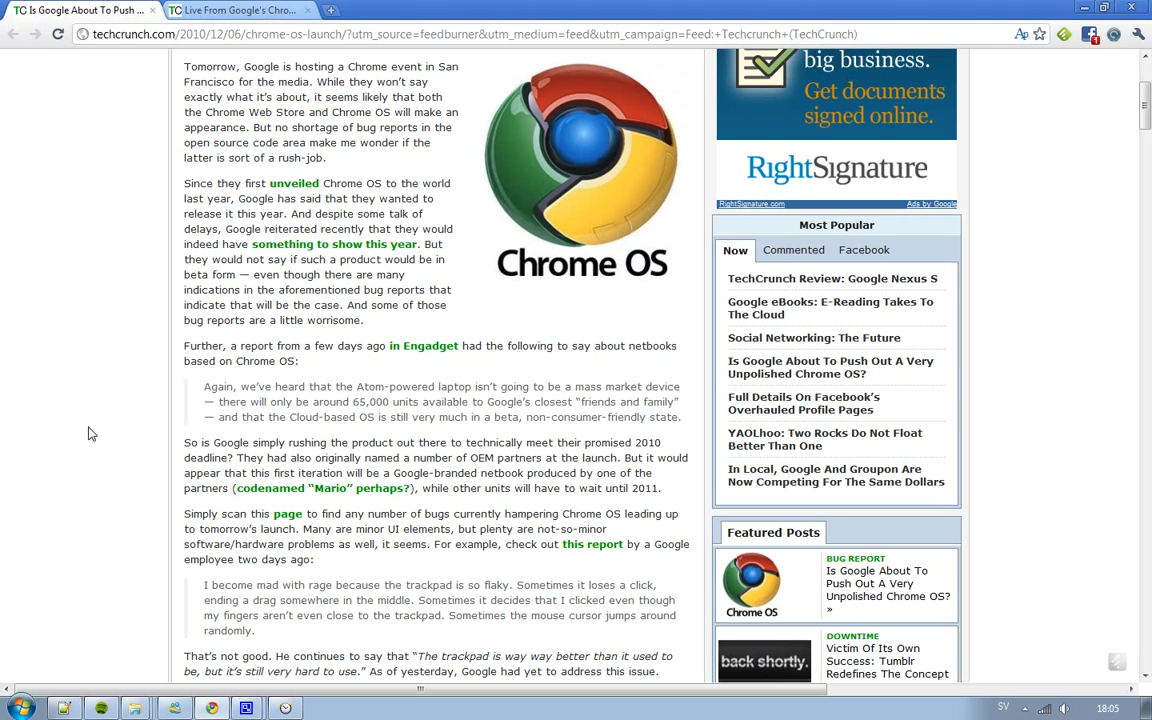 TC Is Google About To Push ...
TC Live From Google's Chro...
techcrunch.com/2010/12/06/chrome-os-launch/?utm_source=feedburner&utm_medium=feed&utm_campaign=Feed:+Techcrunch+(TechCrunch)
1
Tomorrow, Google is hosting a Chrome event in San
Francisco for the media. While they won't say
exactly what it's about, it seems likely that both
the Chrome Web Store and Chrome OS will make an
appearance. But no shortage of bug reports in the
open source code area make me wonder if the
latter is sort of a rush-job.
Since they first unveiled Chrome OS to the world
last year, Google has said that they wanted to
release it this year. And despite some talk of
delays, Google reiterated recently that they would
indeed have something to show this year. But
they would not say if such a product would be in
beta form — even though there are many
indications in the aforementioned bug reports that
indicate that will be the case. And some of those
bug reports are a little worrisome.
Chrome OS
Further, a report from a few days ago in Engadget had the following to say about netbooks
based on Chrome OS:
Again, we've heard that the Atom-powered laptop isn't going to be a mass market device
— there will only be around 65,000 units available to Google's closest "friends and family"
— and that the Cloud-based OS is still very much in a beta, non-consumer-friendly state.
So is Google simply rushing the product out there to technically meet their promised 2010
deadline? They had also originally named a number of OEM partners at the launch. But it would
appear that this first iteration will be a Google-branded netbook produced by one of the
partners (codenamed "Mario" perhaps?), while other units will have to wait until 2011.
Simply scan this page to find any number of bugs currently hampering Chrome OS leading up
to tomorrow's launch. Many are minor UI elements, but plenty are not-so-minor
software/hardware problems as well, it seems. For example, check out this report by a Google
employee two days ago:
I become mad with rage because the trackpad is so flaky. Sometimes it loses a click,
ending a drag somewhere in the middle. Sometimes it decides that I clicked even though
my fingers aren't even close to the trackpad. Sometimes the mouse cursor jumps around
randomly.
That's not good. He continues to say that "The trackpad is way way better than it used to
be, but it's still very hard to use." As of yesterday, Google had yet to address this issue.
big business.
Get documents
signed online.
RightSignature
RightSignature.com
Ads by Google
Most Popular
Now
Commented
Facebook
TechCrunch Review: Google Nexus S
Google eBooks: E-Reading Takes To
The Cloud
Social Networking: The Future
Is Google About To Push Out A Very
Unpolished Chrome OS?
Full Details On Facebook's
Overhauled Profile Pages
YAOLhoo: Two Rocks Do Not Float
Better Than One
In Local, Google And Groupon Are
Now Competing For The Same Dollars
Featured Posts
Chrome OS
BUG REPORT
Is Google About To
Push Out A Very
Unpolished Chrome OS?
»
back shortly.
DOWNTIME
Victim Of Its Own
Success: Tumblr
Redefines The Concept
SV
18:05